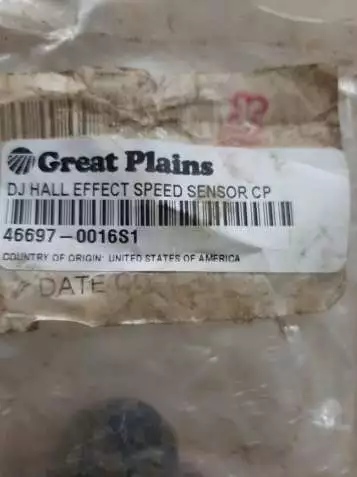 Great Plains
DJ HALL EFFECT SPEED SENSOR CP
46697-0016S1
COUNTRY OF ORIGIN: UNITED STATES OF AMERICA
DATE